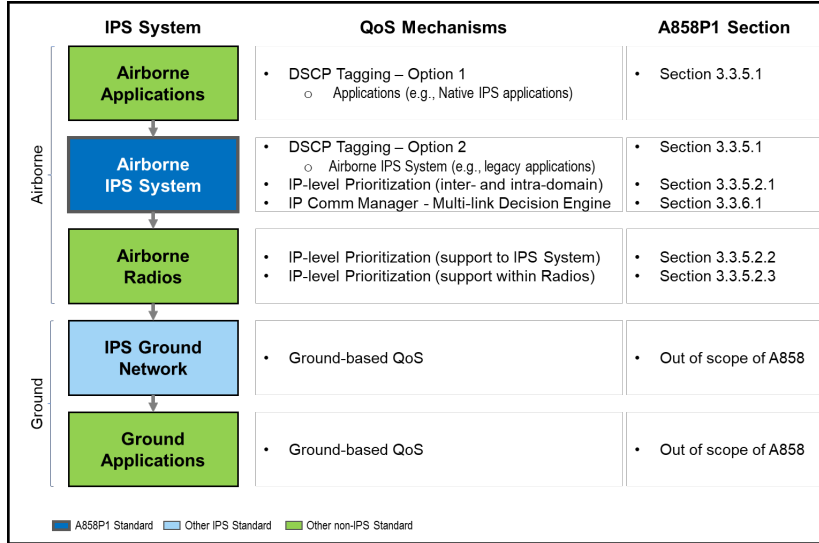 IPS System QoS Mechanisms A858P1 Section
Airborne
Airborne
Applications
• DSCP Tagging – Option 1
o Applications (e.g., Native IPS applications)
• Section 3.3.5.1
Airborne
IPS System
• DSCP Tagging – Option 2
o Airborne IPS System (e.g., legacy applications)
• IP-level Prioritization (inter- and intra-domain)
• IP Comm Manager - Multi-link Decision Engine
• Section 3.3.5.1
• Section 3.3.5.2.1
• Section 3.3.6.1
Airborne
Radios
• IP-level Prioritization (support to IPS System)
• IP-level Prioritization (support within Radios)
• Section 3.3.5.2.2
• Section 3.3.5.2.3
Ground
IPS Ground
Network
• Ground-based QoS
• Out of scope of A858
Ground
Applications
• Ground-based QoS
• Out of scope of A858
A858P1 Standard Other IPS Standard Other non-IPS Standard